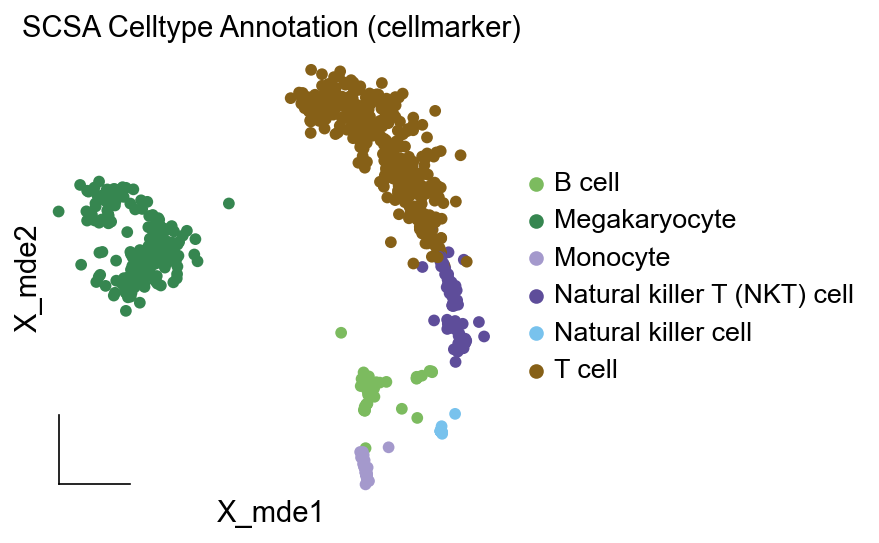 SCSA Celltype Annotation (cellmarker)
B cell
Megakaryocyte
Monocyte
Natural killer T (NKT) cell
Natural killer cell
T cell
X_mde2
X_mde1